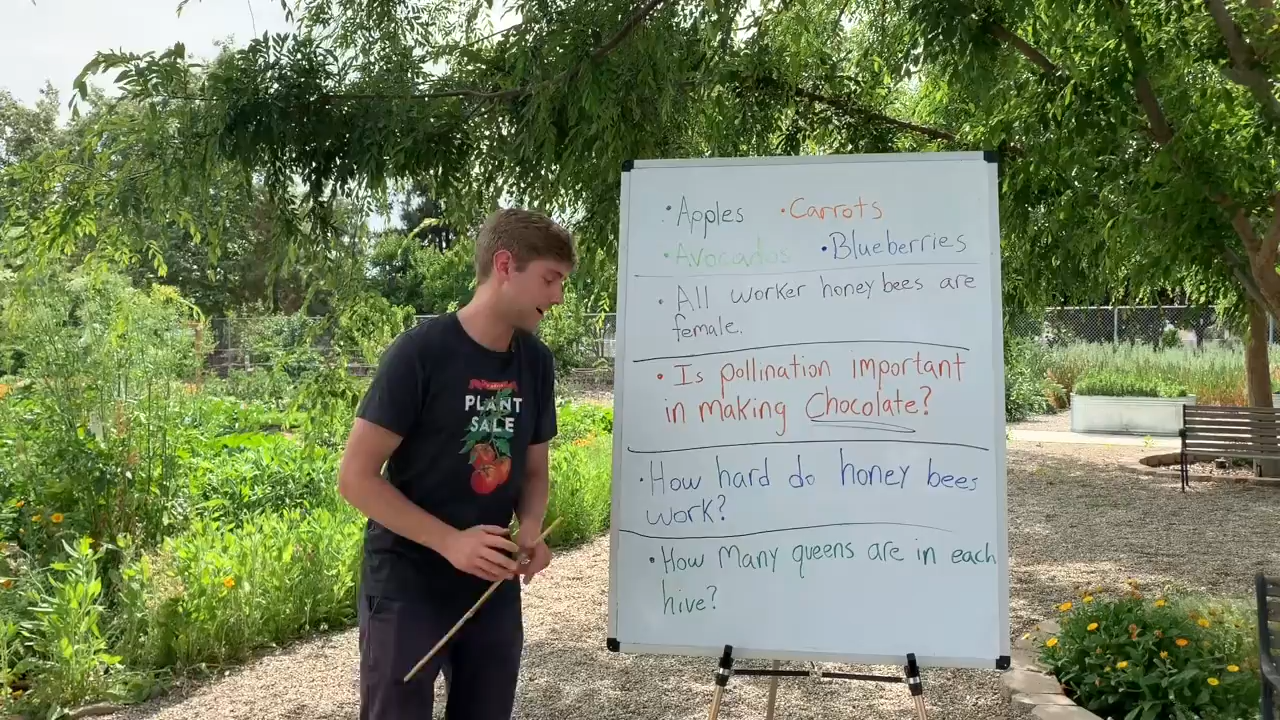 PLANT
SALE
• Apples • Carrots
• Avocados • Blueberries
• All worker honey bees are
female.
• Is pollination important
in making Chocolate?
• How hard do honey bees
work?
• How Many queens are in each
hive?